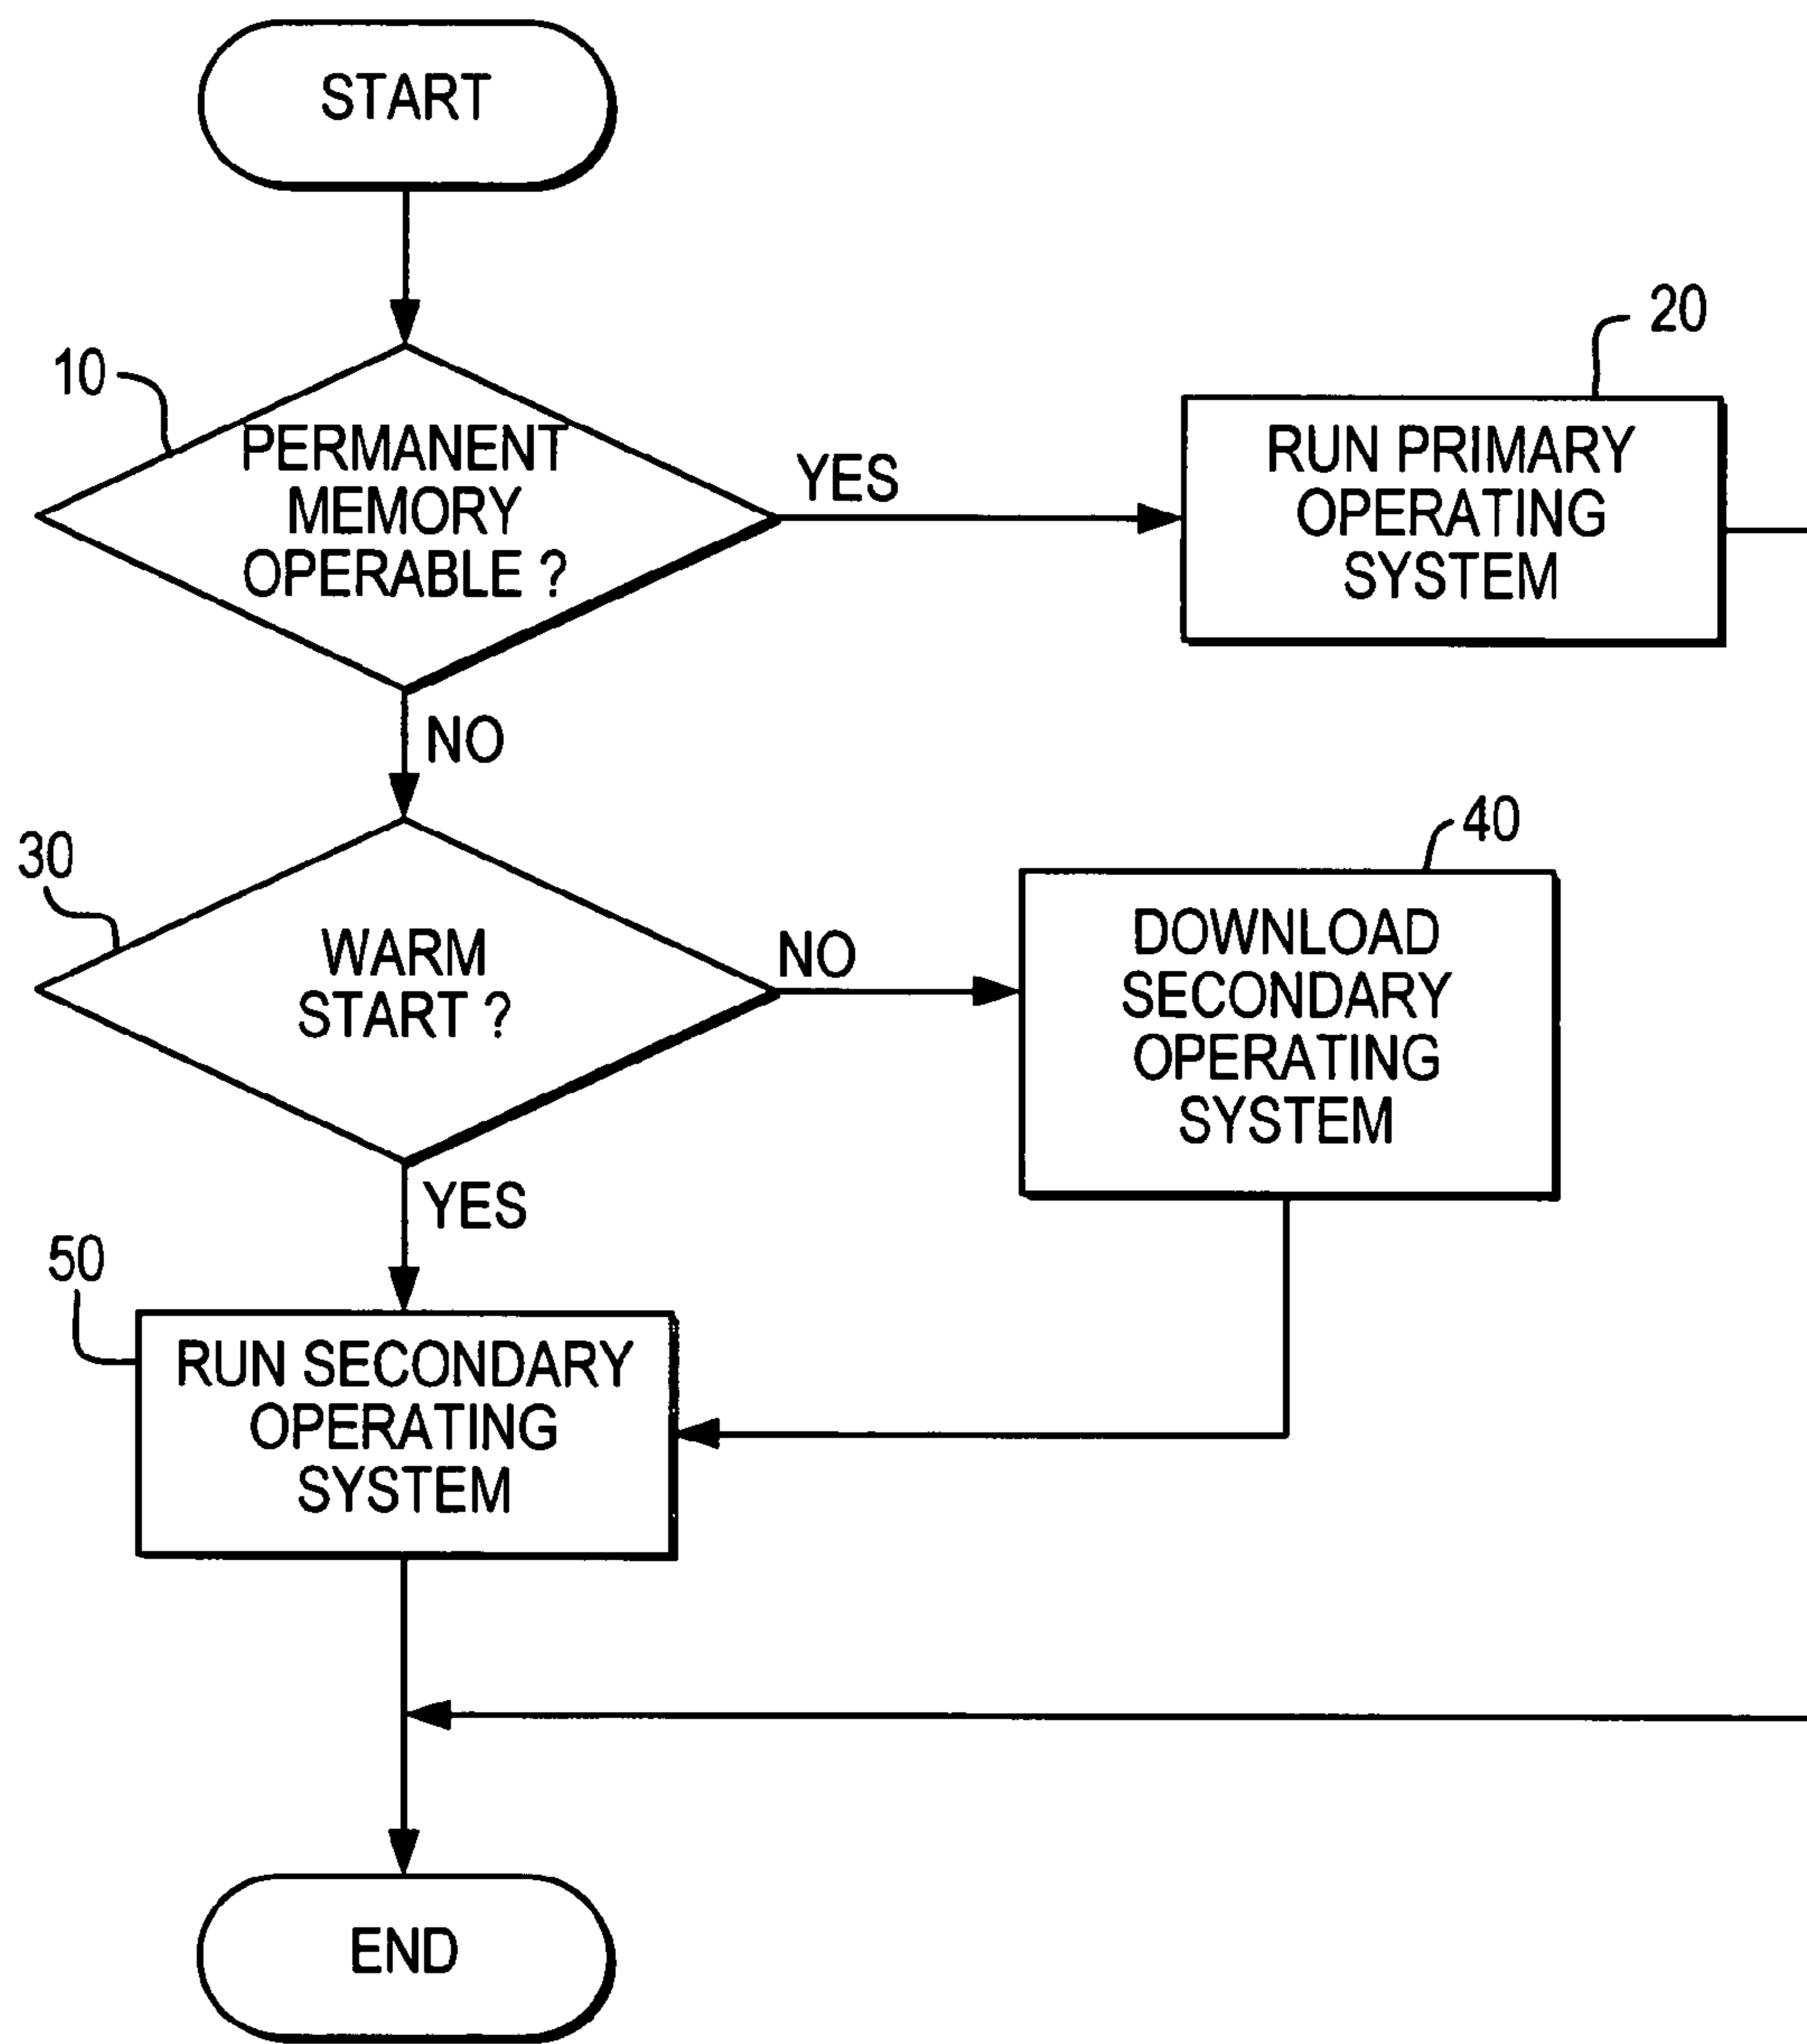 START
10
PERMANENT
MEMORY
OPERABLE ?
YES
20
RUN PRIMARY
OPERATING
SYSTEM
NO
30
WARM
START ?
NO
40
DOWNLOAD
SECONDARY
OPERATING
SYSTEM
YES
50
RUN SECONDARY
OPERATING
SYSTEM
END